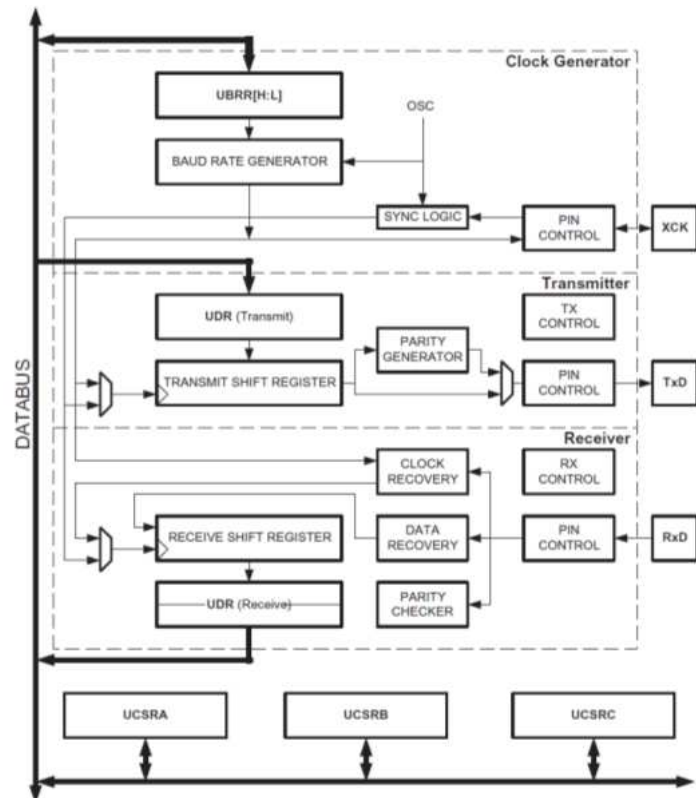 Clock Generator
UBRR[H:L]
OSC
BAUD RATE GENERATOR
SYNC LOGIC
PIN
CONTROL
XCK
Transmitter
UDR (Transmit)
TX
CONTROL
PARITY
GENERATOR
TRANSMIT SHIFT REGISTER
PIN
CONTROL
TxD
DATABUS
Receiver
CLOCK
RECOVERY
RX
CONTROL
RECEIVE SHIFT REGISTER
DATA
RECOVERY
PIN
CONTROL
RxD
UDR (Receive)
PARITY
CHECKER
UCSRA
UCSRB
UCSRC